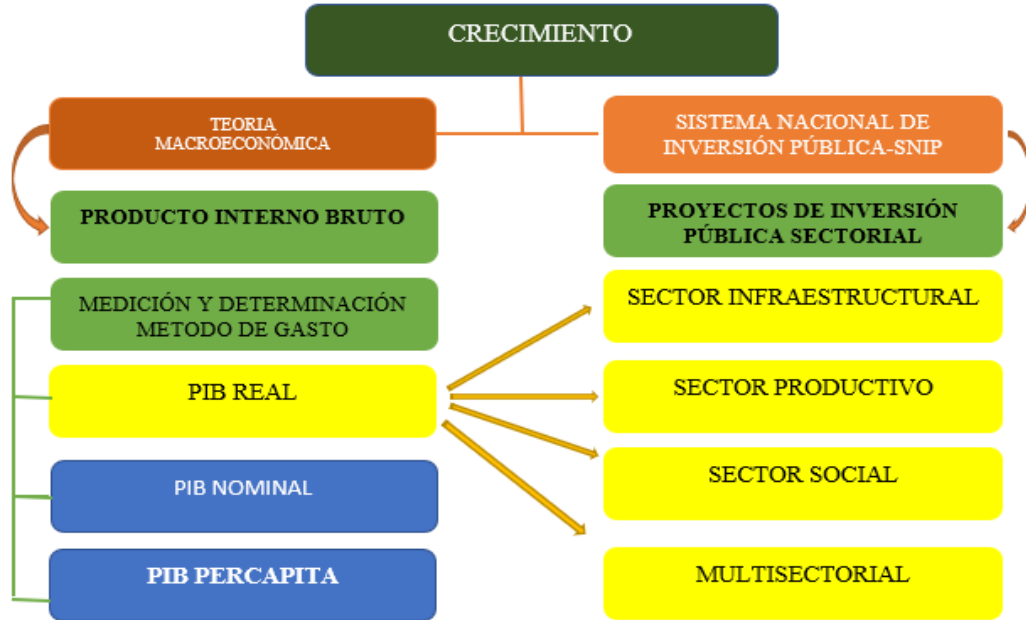 CRECIMIENTO
TEORIA
MACROECONÓMICA
PRODUCTO INTERNO BRUTO
MEDICIÓN Y DETERMINACIÓN
METODO DE GASTO
PIB REAL
PIB NOMINAL
PIB PERCAPITA
SISTEMA NACIONAL DE
INVERSIÓN PÚBLICA-SNIP
PROYECTOS DE INVERSIÓN
PÚBLICA SECTORIAL
SECTOR INFRAESTRUCTURAL
SECTOR PRODUCTIVO
SECTOR SOCIAL
MULTISECTORIAL